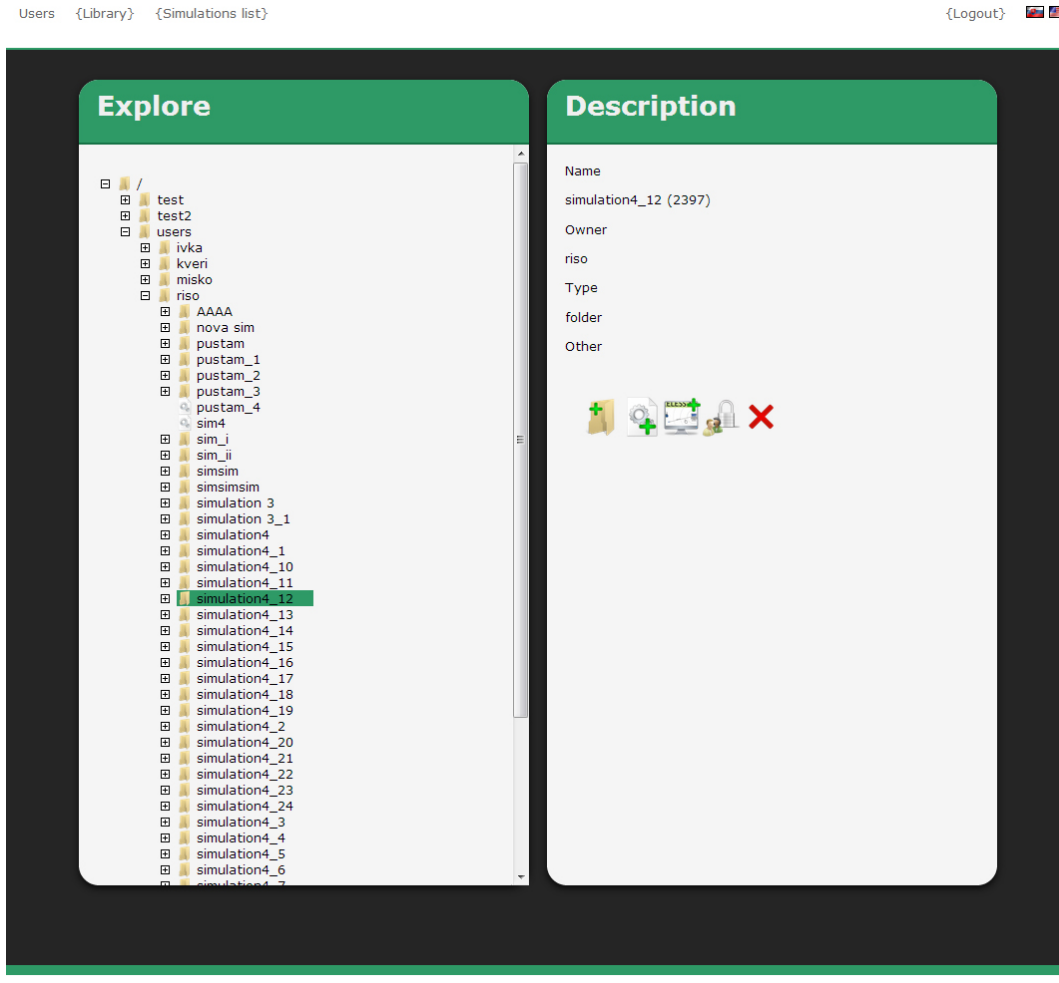 Users {Library} {Simulations list} {Logout}
Explore
/
test
test2
users
ivka
kveri
misko
riso
AAAA
nova sim
pustam
pustam_1
pustam_2
pustam_3
pustam_4
sim4
sim_i
sim_ii
simsim
simsimsim
simulation 3
simulation 3_1
simulation4
simulation4_1
simulation4_10
simulation4_11
simulation4_12
simulation4_13
simulation4_14
simulation4_15
simulation4_16
simulation4_17
simulation4_18
simulation4_19
simulation4_2
simulation4_20
simulation4_21
simulation4_22
simulation4_23
simulation4_24
simulation4_3
simulation4_4
simulation4_5
simulation4_6
simulation4_7
Description
Name
simulation4_12 (2397)
Owner
riso
Type
folder
Other